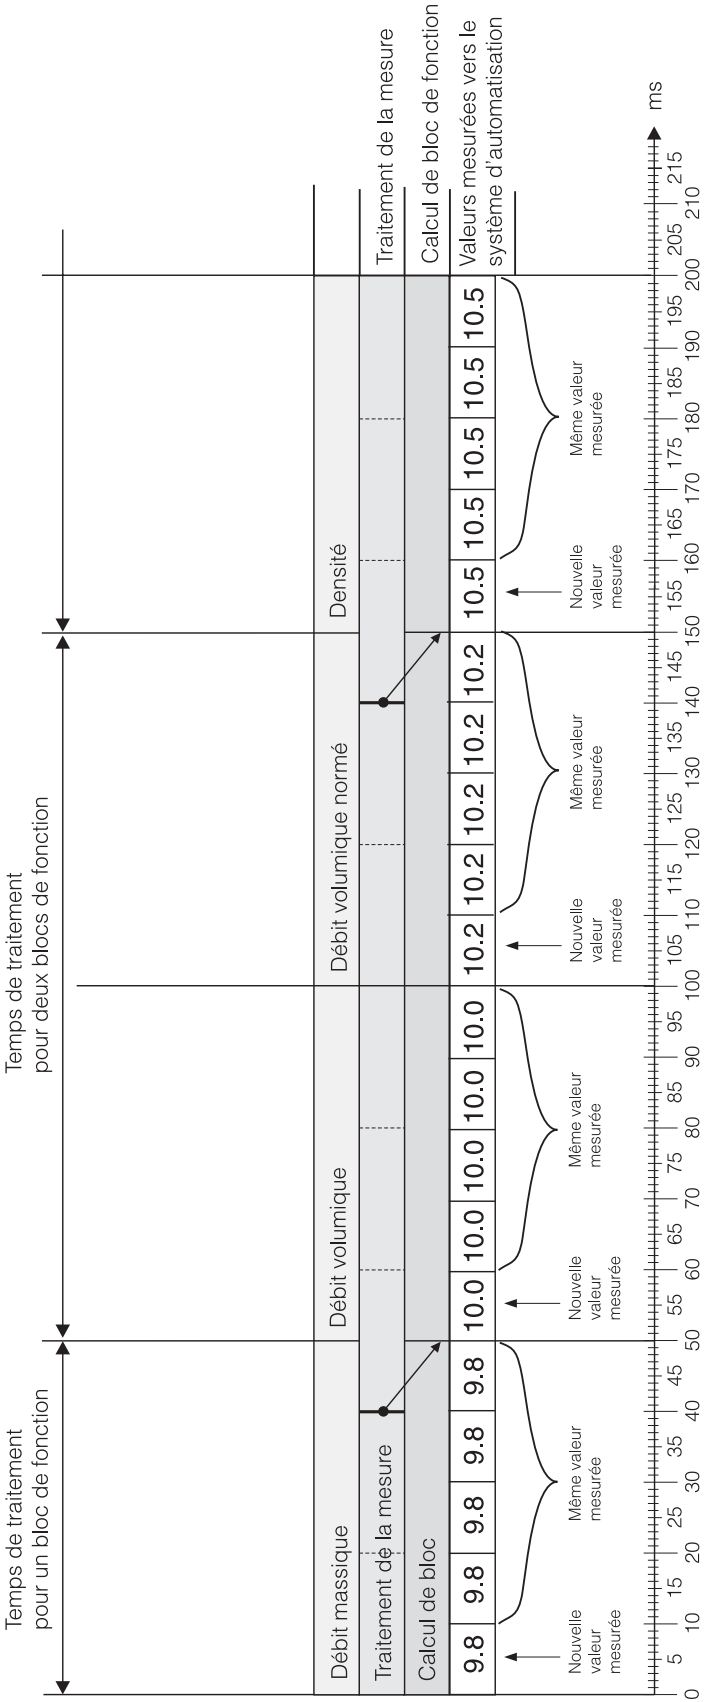 Temps de traitement
pour un bloc de fonction
Temps de traitement
pour deux blocs de fonction
Débit massique
Débit volumique
Débit volumique normé
Densité
Traitement de la mesure
Traitement de la mesure
Calcul de bloc
Calcul de bloc de fonction
9.8 9.8 9.8 9.8 9.8 10.0 10.0 10.0 10.0 10.0 10.2 10.2 10.2 10.2 10.2 10.5 10.5 10.5 10.5 10.5
Valeurs mesurées vers le
système d'automatisation
Nouvelle
valeur
mesurée
Même valeur
mesurée
Nouvelle
valeur
mesurée
Même valeur
mesurée
Nouvelle
valeur
mesurée
Même valeur
mesurée
Nouvelle
valeur
mesurée
Même valeur
mesurée
ms
5 15 25 35 45 55 65 75 85 95 105 115 125 135 145 155 165 175 185 195 205 215
0 10 20 30 40 50 60 70 80 90 100 110 120 130 140 150 160 170 180 190 200 210